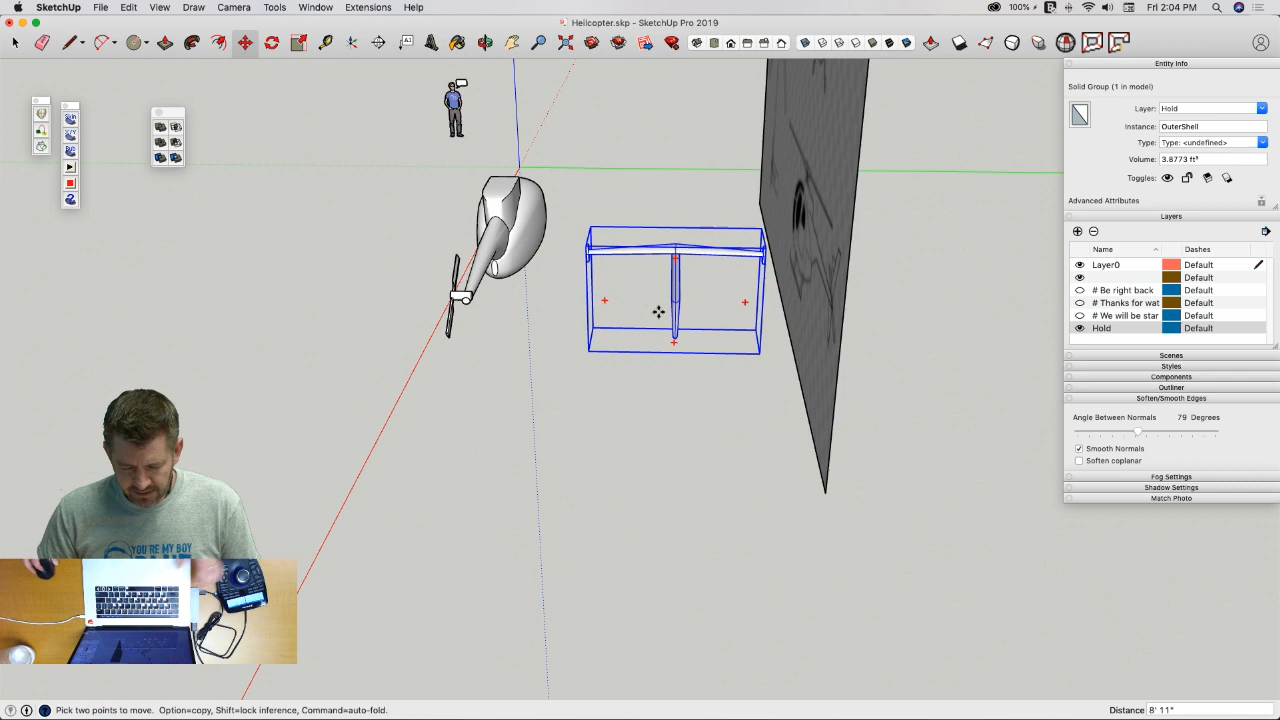 SketchUp File Edit View Camera Draw Tools Window Extensions Help
100% Fri 2:04 PM
Helicopter.skp - SketchUp Pro 2019
Entity Info
Solid Group (1 in model)
Layer: Hold
Instance: OuterShell
Type: Type: <undefined>
Volume: 3.8773 ft³
Toggles:
Advanced Attributes
Layers
Name Dashes
Layer0 Default
Default
# Be right back Default
# Thanks for wat Default
# We will be star Default
Hold Default
Scenes
Styles
Components
Outliner
Soften/Smooth Edges
Angle Between Normals 79 Degrees
Smooth Normals
Soften coplanar
Fog Settings
Shadow Settings
Match Photo
YOU'RE MY BOY
Pick two points to move. Option=copy, Shift=lock inference, Command=auto-fold.
Distance 8' 11"